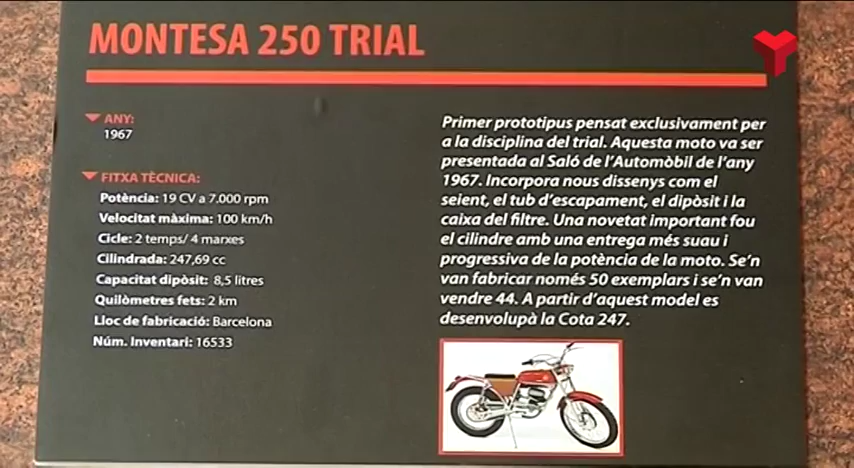 MONTESA 250 TRIAL
ANY:
1967
FITXA TÈCNICA:
Potència: 19 CV a 7.000 rpm
Velocitat màxima: 100 km/h
Cicle: 2 temps/ 4 marxes
Cilindrada: 247,69 cc
Capacitat dipòsit: 8,5 litres
Quilòmetres fets: 2 km
Lloc de fabricació: Barcelona
Núm. Inventari: 16533
Primer prototipus pensat exclusivament per
a la disciplina del trial. Aquesta moto va ser
presentada al Saló de l'Automòbil de l'any
1967. Incorpora nous dissenys com el
seient, el tub d'escapament, el dipòsit i la
caixa del filtre. Una novetat important fou
el cilindre amb una entrega més suau i
progressiva de la potència de la moto. Se'n
van fabricar només 50 exemplars i se'n van
vendre 44. A partir d'aquest model es
desenvolupà la Cota 247.